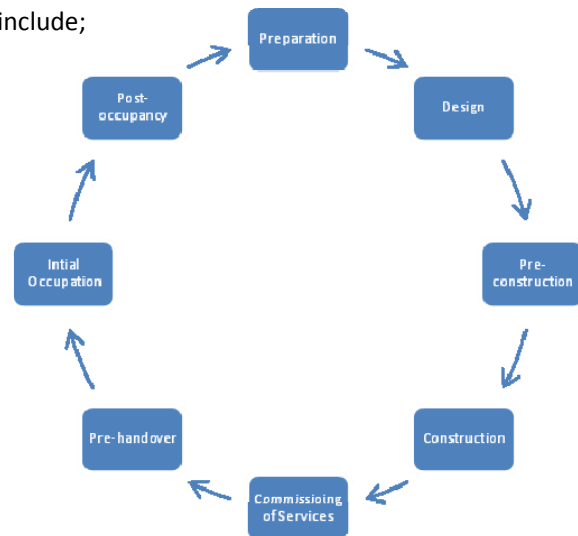 include;
Preparation
Design
Pre-
construction
Construction
Commissioing
of Services
Pre-handover
Intial
Occupation
Post-
occupancy